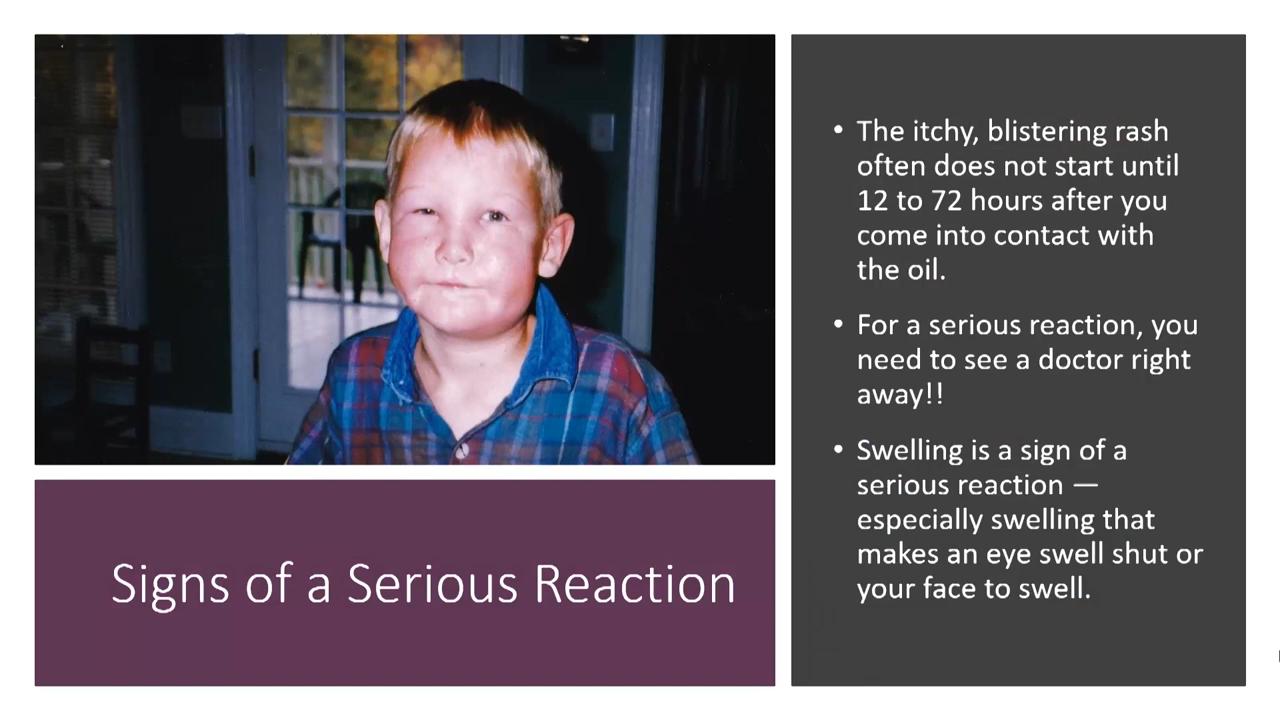 Signs of a Serious Reaction
• The itchy, blistering rash
often does not start until
12 to 72 hours after you
come into contact with
the oil.
• For a serious reaction, you
need to see a doctor right
away!!
• Swelling is a sign of a
serious reaction —
especially swelling that
makes an eye swell shut or
your face to swell.